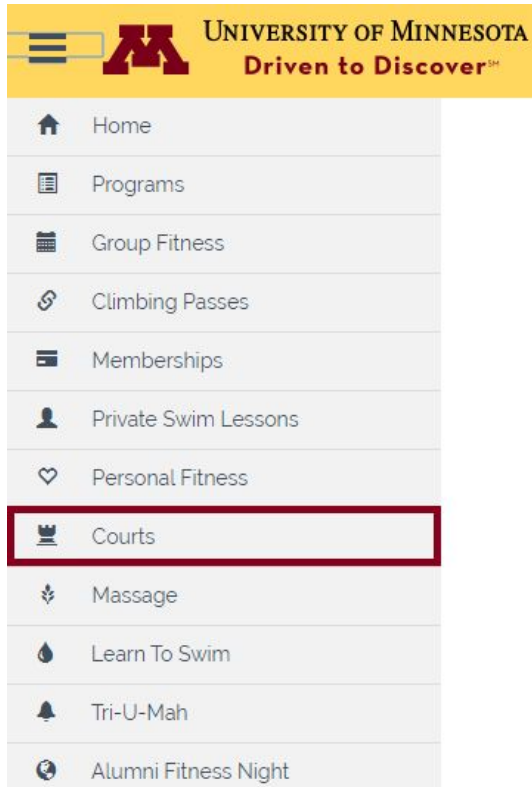 UNIVERSITY OF MINNESOTA
Driven to Discover℠
Home
Programs
Group Fitness
Climbing Passes
Memberships
Private Swim Lessons
Personal Fitness
Courts
Massage
Learn To Swim
Tri-U-Mah
Alumni Fitness Night